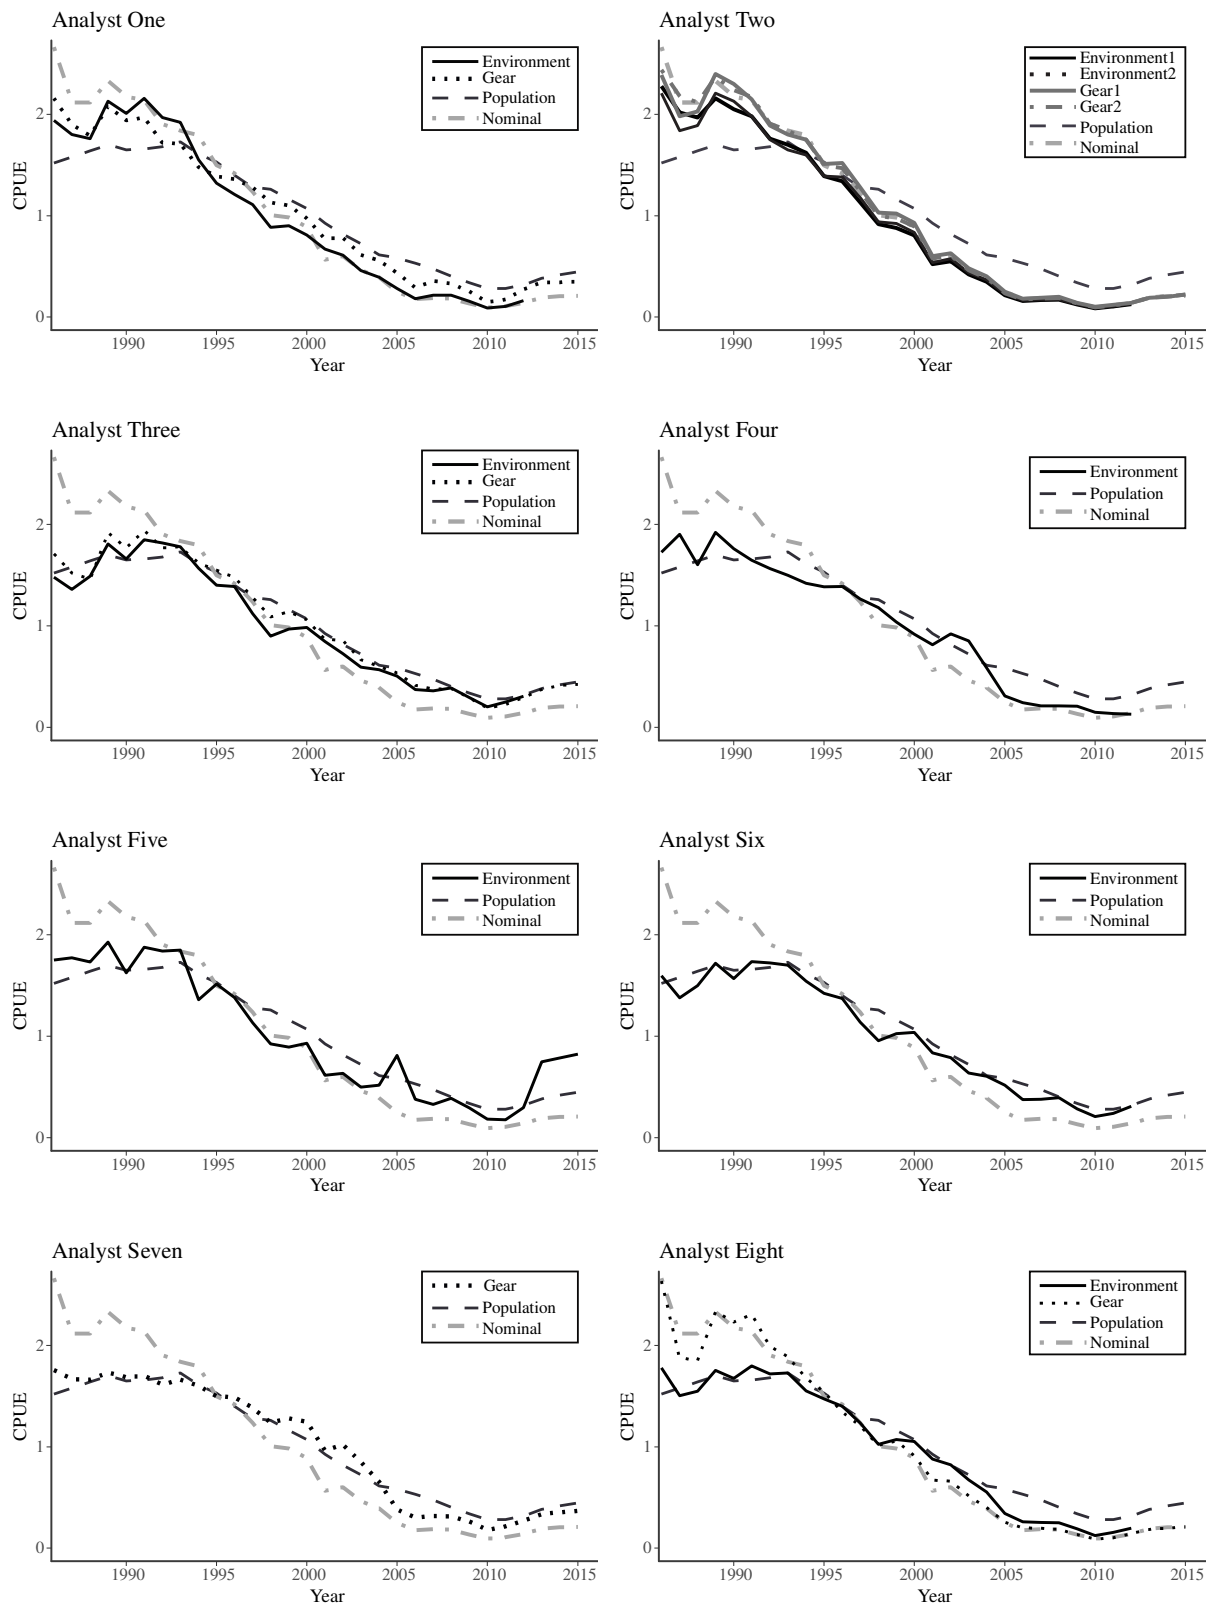 Analyst One
Environment
Gear
Population
Nominal
CPUE
2
1
0
1990 1995 2000 2005 2010 2015
Year
Analyst Two
Environment1
Environment2
Gear1
Gear2
Population
Nominal
CPUE
2
1
0
1990 1995 2000 2005 2010 2015
Year
Analyst Three
Environment
Gear
Population
Nominal
CPUE
2
1
0
1990 1995 2000 2005 2010 2015
Year
Analyst Four
Environment
Population
Nominal
CPUE
2
1
0
1990 1995 2000 2005 2010 2015
Year
Analyst Five
Environment
Population
Nominal
CPUE
2
1
0
1990 1995 2000 2005 2010 2015
Year
Analyst Six
Environment
Population
Nominal
CPUE
2
1
0
1990 1995 2000 2005 2010 2015
Year
Analyst Seven
Gear
Population
Nominal
CPUE
2
1
0
1990 1995 2000 2005 2010 2015
Year
Analyst Eight
Environment
Gear
Population
Nominal
CPUE
2
1
0
1990 1995 2000 2005 2010 2015
Year